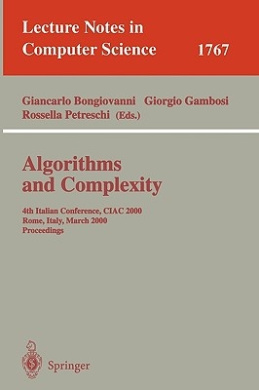 Lecture Notes in
Computer Science 1767
Giancarlo Bongiovanni Giorgio Gambosi
Rossella Petreschi (Eds.)
Algorithms
and Complexity
4th Italian Conference, CIAC 2000
Rome, Italy, March 2000
Proceedings
Springer